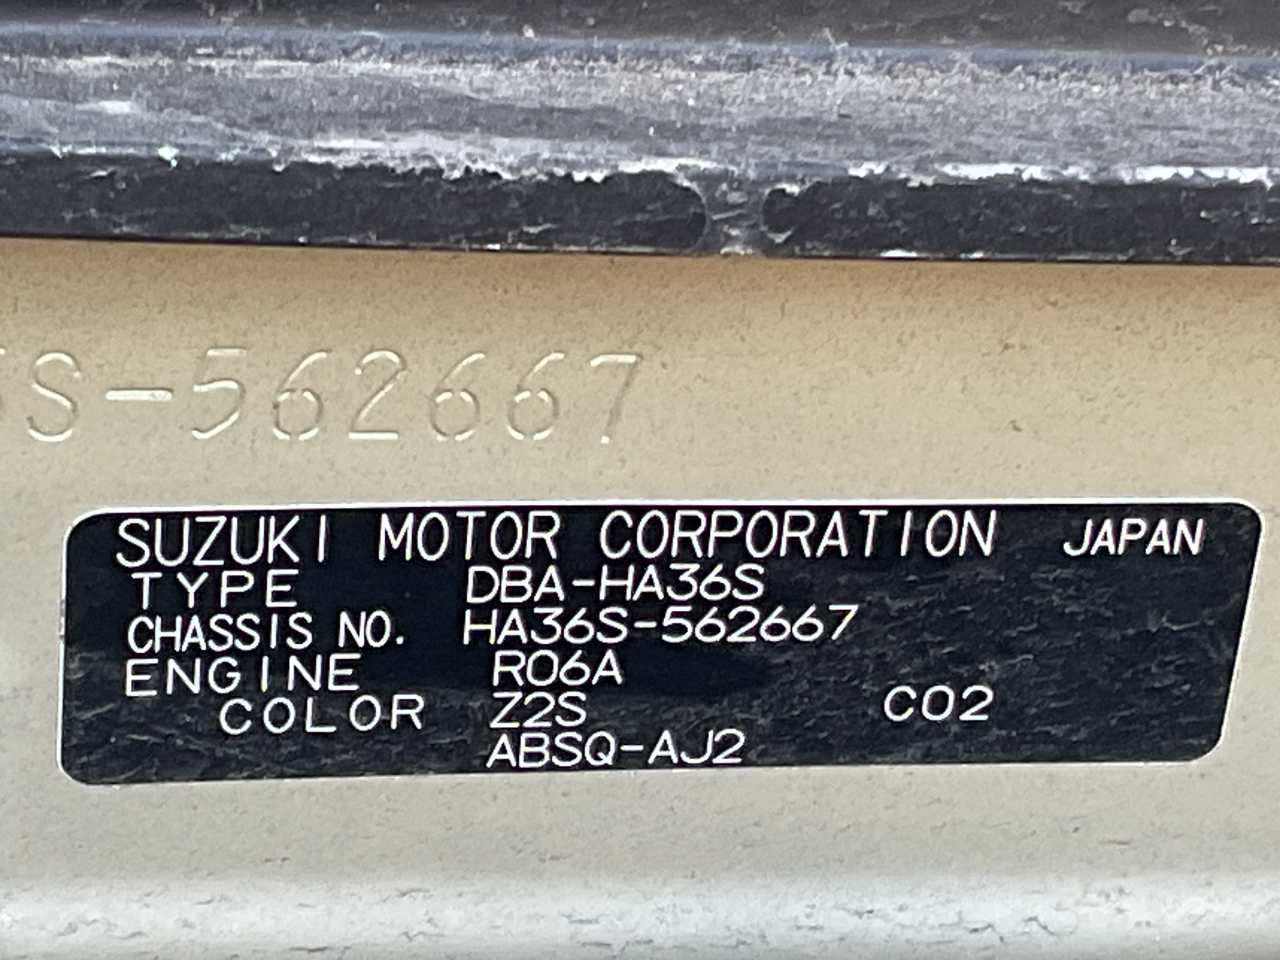 S-562667
SUZUKI MOTOR CORPORATION JAPAN
TYPE DBA-HA36S
CHASSIS NO. HA36S-562667
ENGINE R06A
COLOR Z2S C02
ABSQ-AJ2